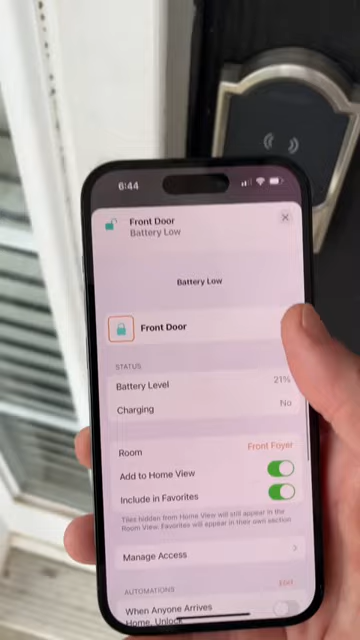 6:44
Front Door
Battery Low
Battery Low
Front Door
STATUS
Battery Level 21%
Charging No
Room Front Foyer
Add to Home View
Include in Favorites
Tiles hidden from Home View will still appear in the
Room View. Favorites will appear in their own section
Manage Access
AUTOMATIONS Edit
When Anyone Arrives
Home, Unlock